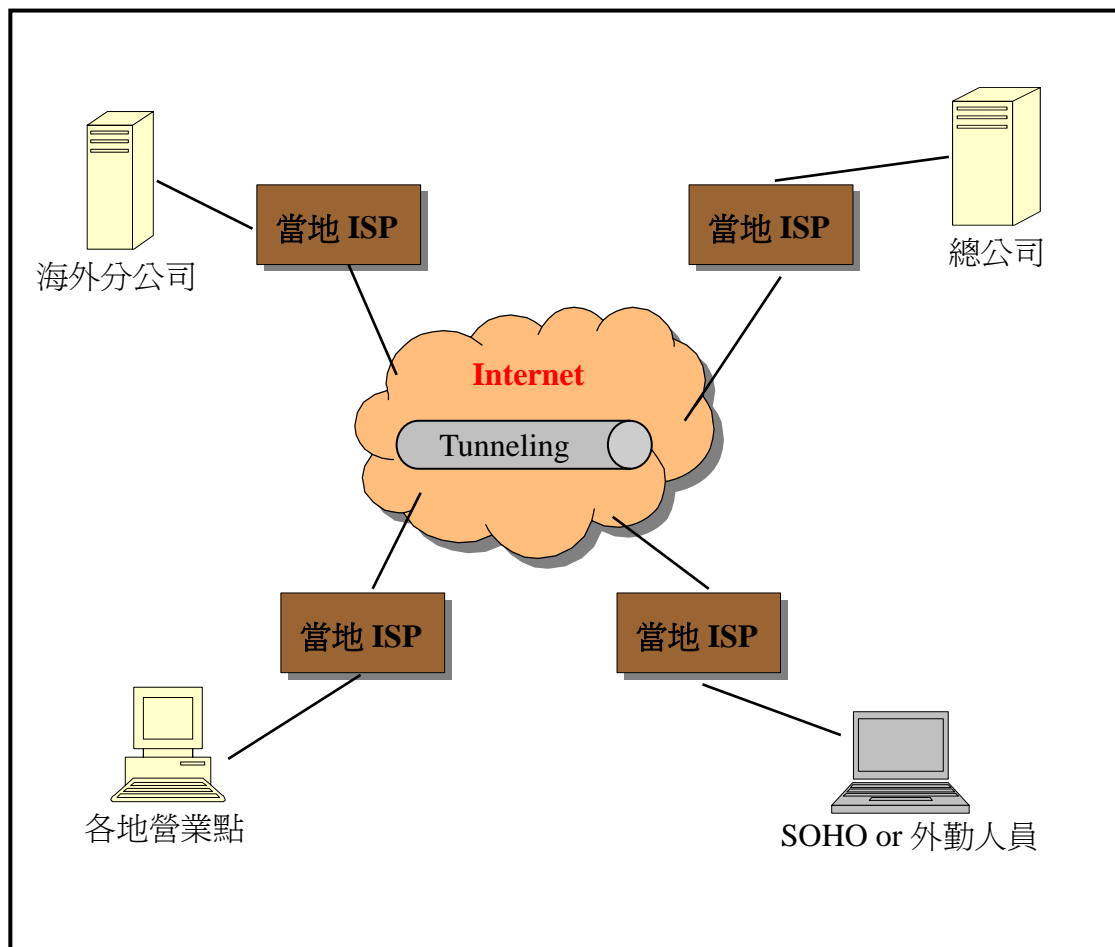 當地 ISP
當地 ISP
總公司
海外分公司
Internet
Tunneling
當地 ISP
當地 ISP
各地營業點
SOHO or 外勤人員